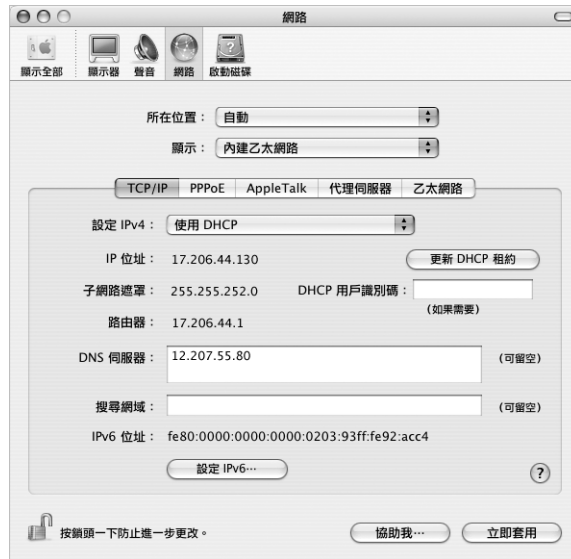 網路
顯示全部 顯示器 聲音 網路 啟動磁碟
所在位置： 自動
顯示： 內建乙太網路
TCP/IP PPPoE AppleTalk 代理伺服器 乙太網路
設定 IPv4： 使用 DHCP
IP 位址： 17.206.44.130 更新 DHCP 租約
子網路遮罩： 255.255.252.0 DHCP 用戶識別碼：
(如果需要)
路由器： 17.206.44.1
DNS 伺服器： 12.207.55.80 (可留空)
搜尋網域： (可留空)
IPv6 位址： fe80:0000:0000:0000:0203:93ff:fe92:acc4
設定 IPv6⋯ ?
按鎖頭一下防止進一步更改。 協助我⋯ 立即套用